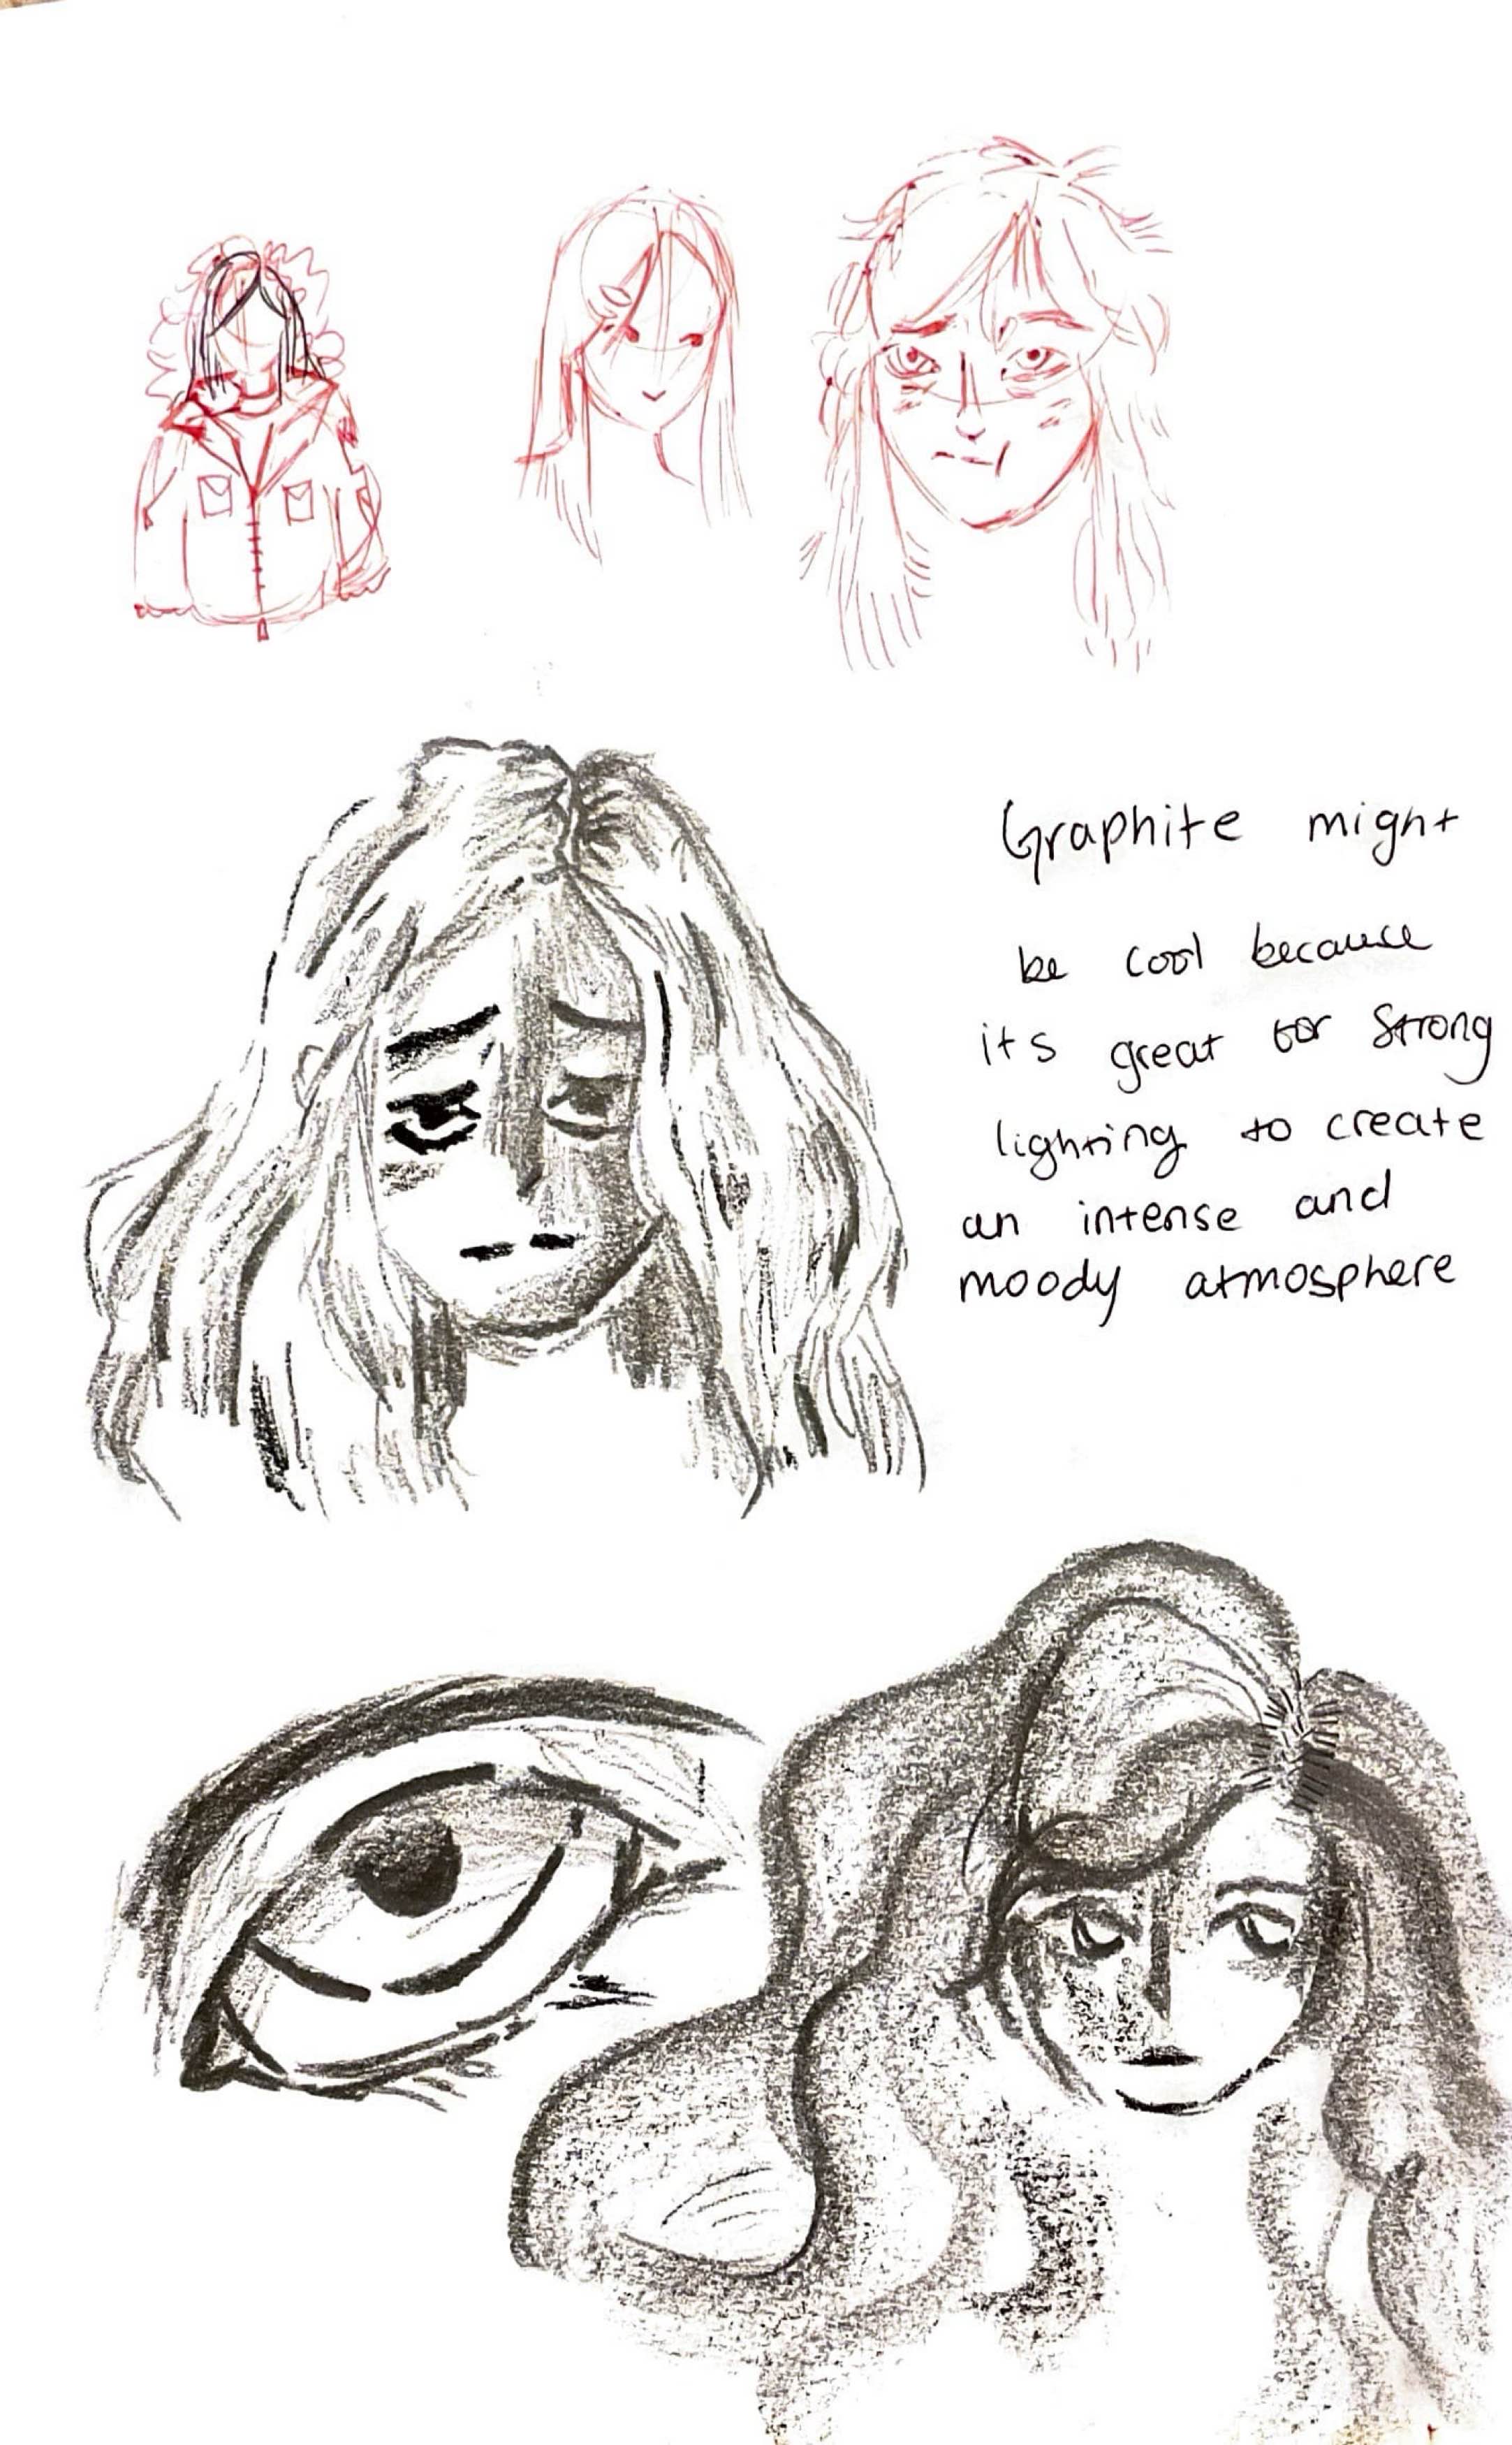 Graphite might
be cool because
its great for strong
lighting to create
an intense and
moody atmosphere